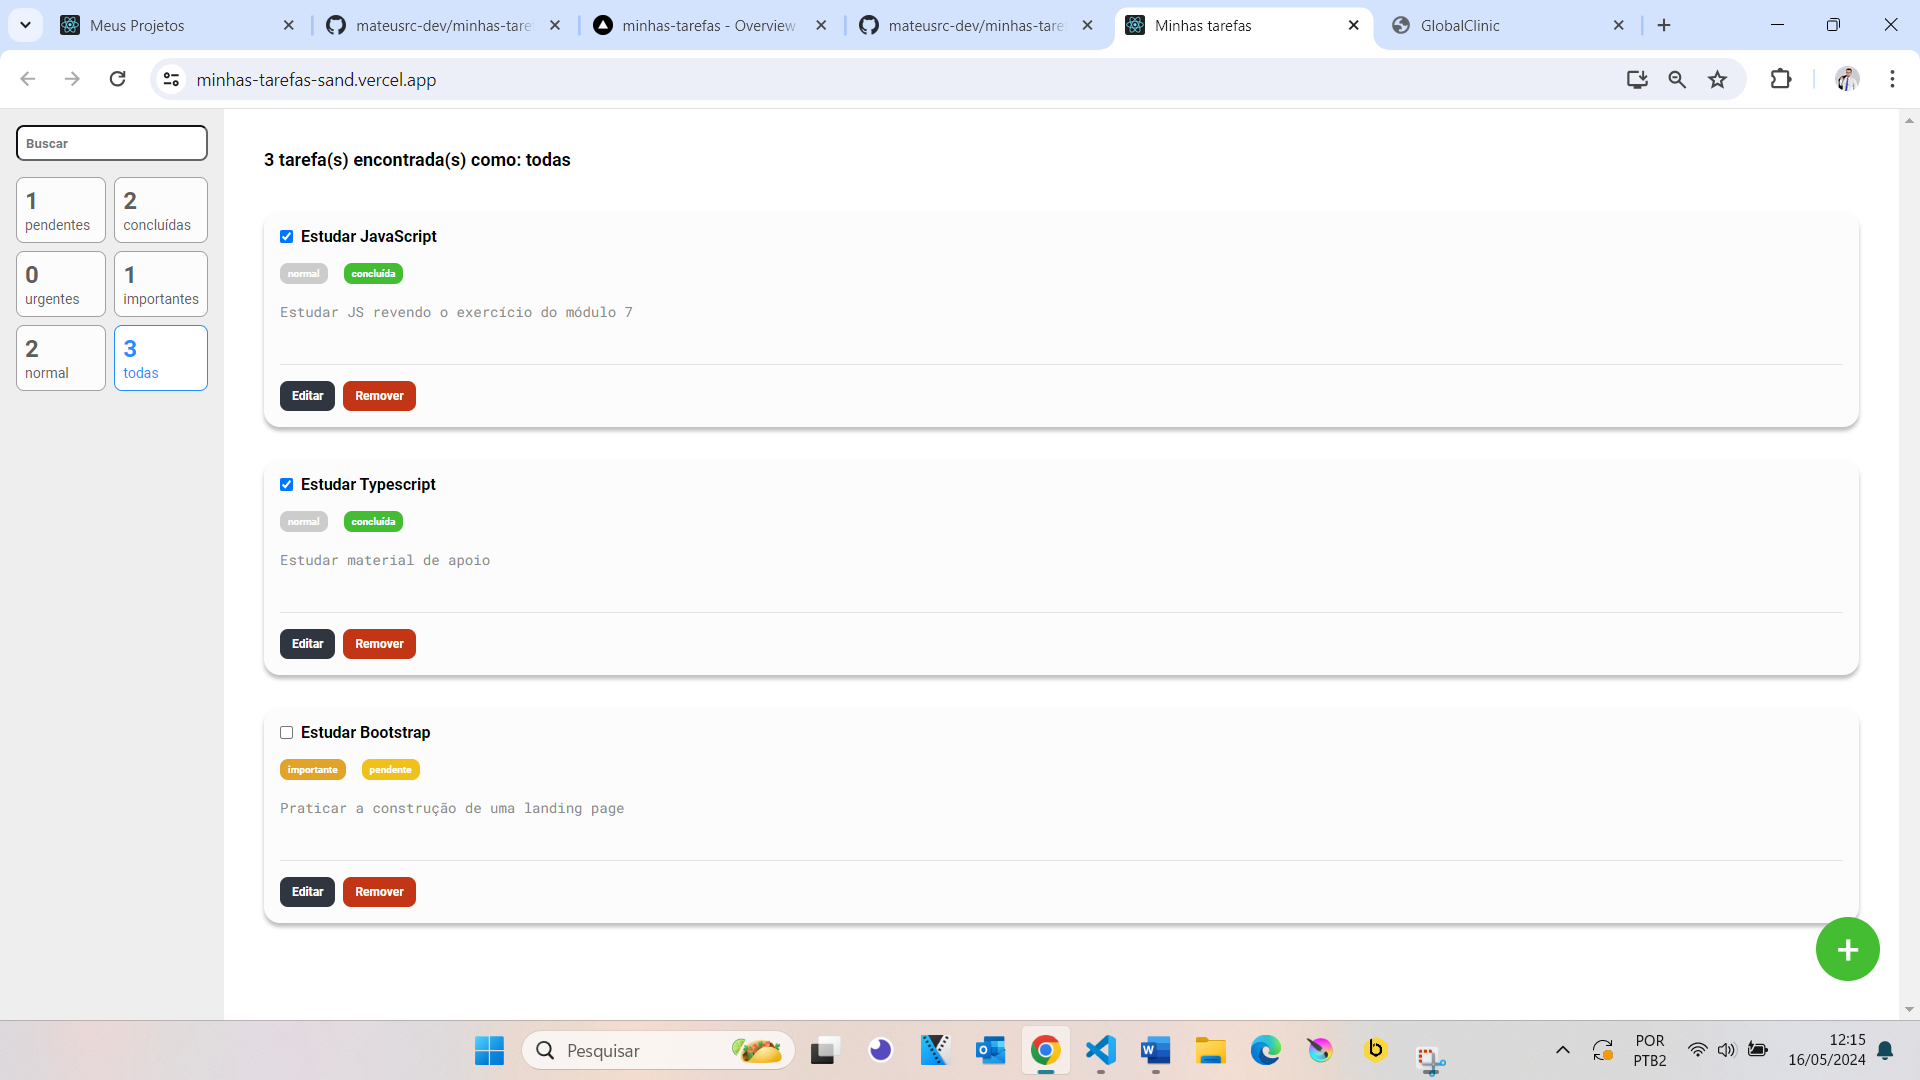 Meus Projetos
mateusrc-dev/minhas-taref
minhas-tarefas - Overview
mateusrc-dev/minhas-taref
Minhas tarefas
GlobalClinic
minhas-tarefas-sand.vercel.app
Buscar
1
pendentes
2
concluídas
0
urgentes
1
importantes
2
normal
3
todas
3 tarefa(s) encontrada(s) como: todas
Estudar JavaScript
normal concluída
Estudar JS revendo o exercício do módulo 7
Editar Remover
Estudar Typescript
normal concluída
Estudar material de apoio
Editar Remover
Estudar Bootstrap
importante pendente
Praticar a construção de uma landing page
Editar Remover
+
Pesquisar
POR
PTB2
12:15
16/05/2024